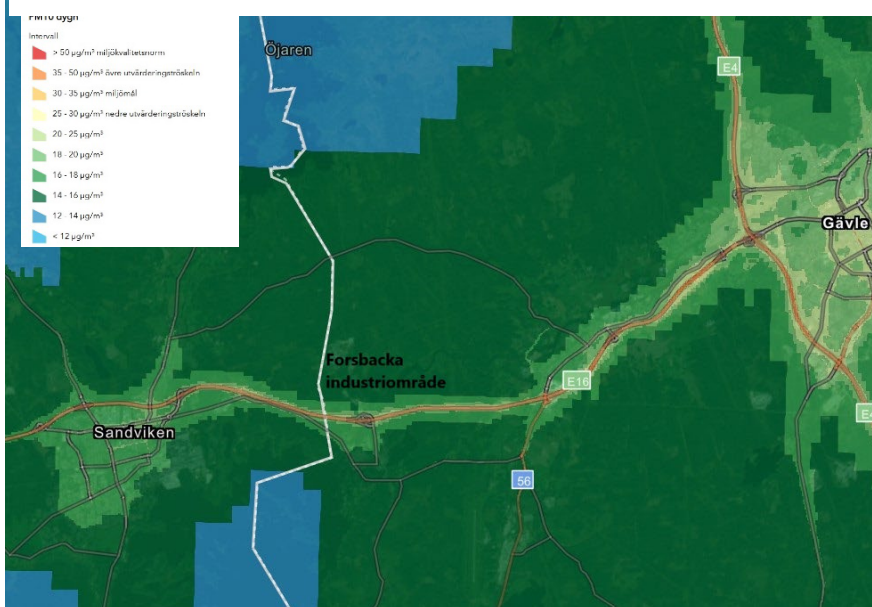 PM10 dygn
Intervall
> 50 µg/m³ miljökvalitetsnorm
35 - 50 µg/m³ övre utvärderingströskeln
30 - 35 µg/m³ miljömål
25 - 30 µg/m³ nedre utvärderingströskeln
20 - 25 µg/m³
18 - 20 µg/m³
16 - 18 µg/m³
14 - 16 µg/m³
12 - 14 µg/m³
< 12 µg/m³
Öjaren
E4
Gävle
Forsbacka
industriområde
E16
E4
Sandviken
56